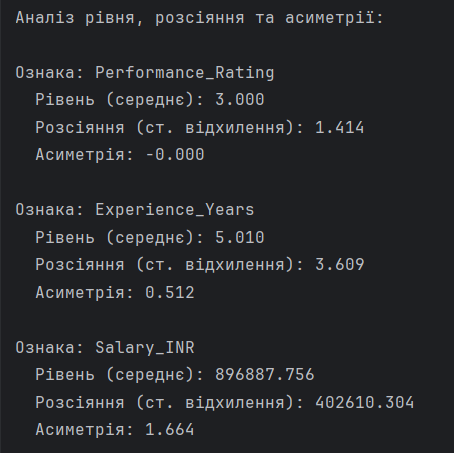 Аналіз рівня, розсіяння та асиметрії:
Ознака: Performance_Rating
Рівень (середнє): 3.000
Розсіяння (ст. відхилення): 1.414
Асиметрія: -0.000
Ознака: Experience_Years
Рівень (середнє): 5.010
Розсіяння (ст. відхилення): 3.609
Асиметрія: 0.512
Ознака: Salary_INR
Рівень (середнє): 896887.756
Розсіяння (ст. відхилення): 402610.304
Асиметрія: 1.664